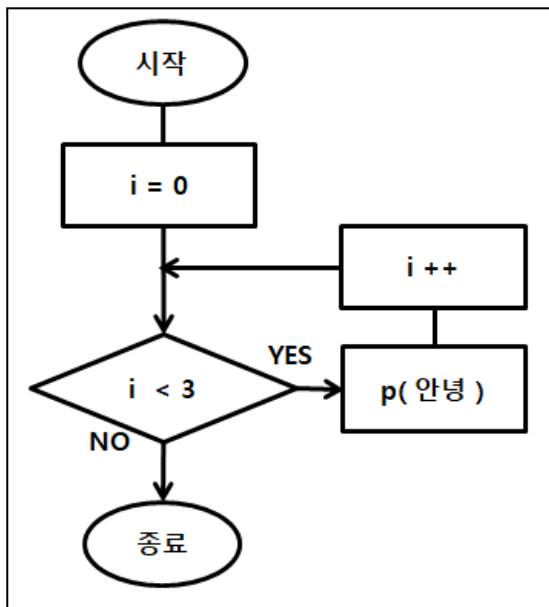 시작
i = 0
i ++
i < 3
YES
p( 안녕 )
NO
종료